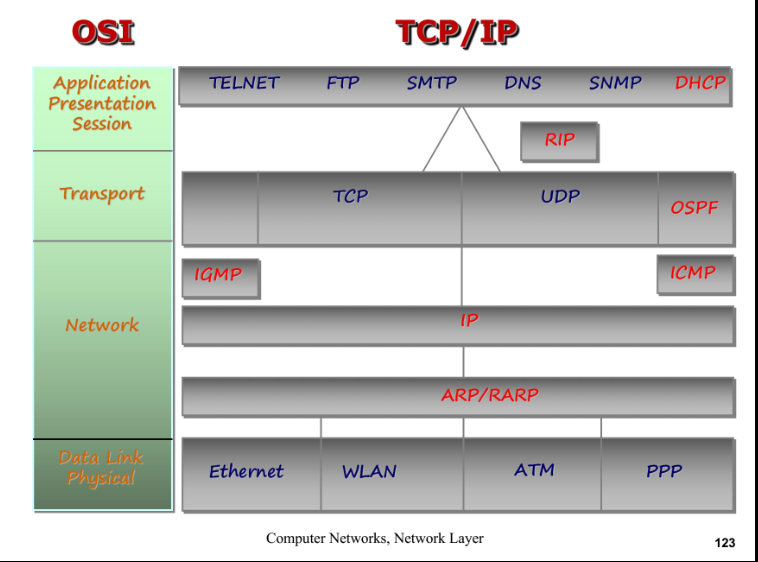 OSI TCP/IP
Application
Presentation
Session
TELNET FTP SMTP DNS SNMP DHCP
RIP
Transport
TCP UDP OSPF
IGMP ICMP
Network
IP
ARP/RARP
Data Link
Physical
Ethernet WLAN ATM PPP
Computer Networks, Network Layer
123